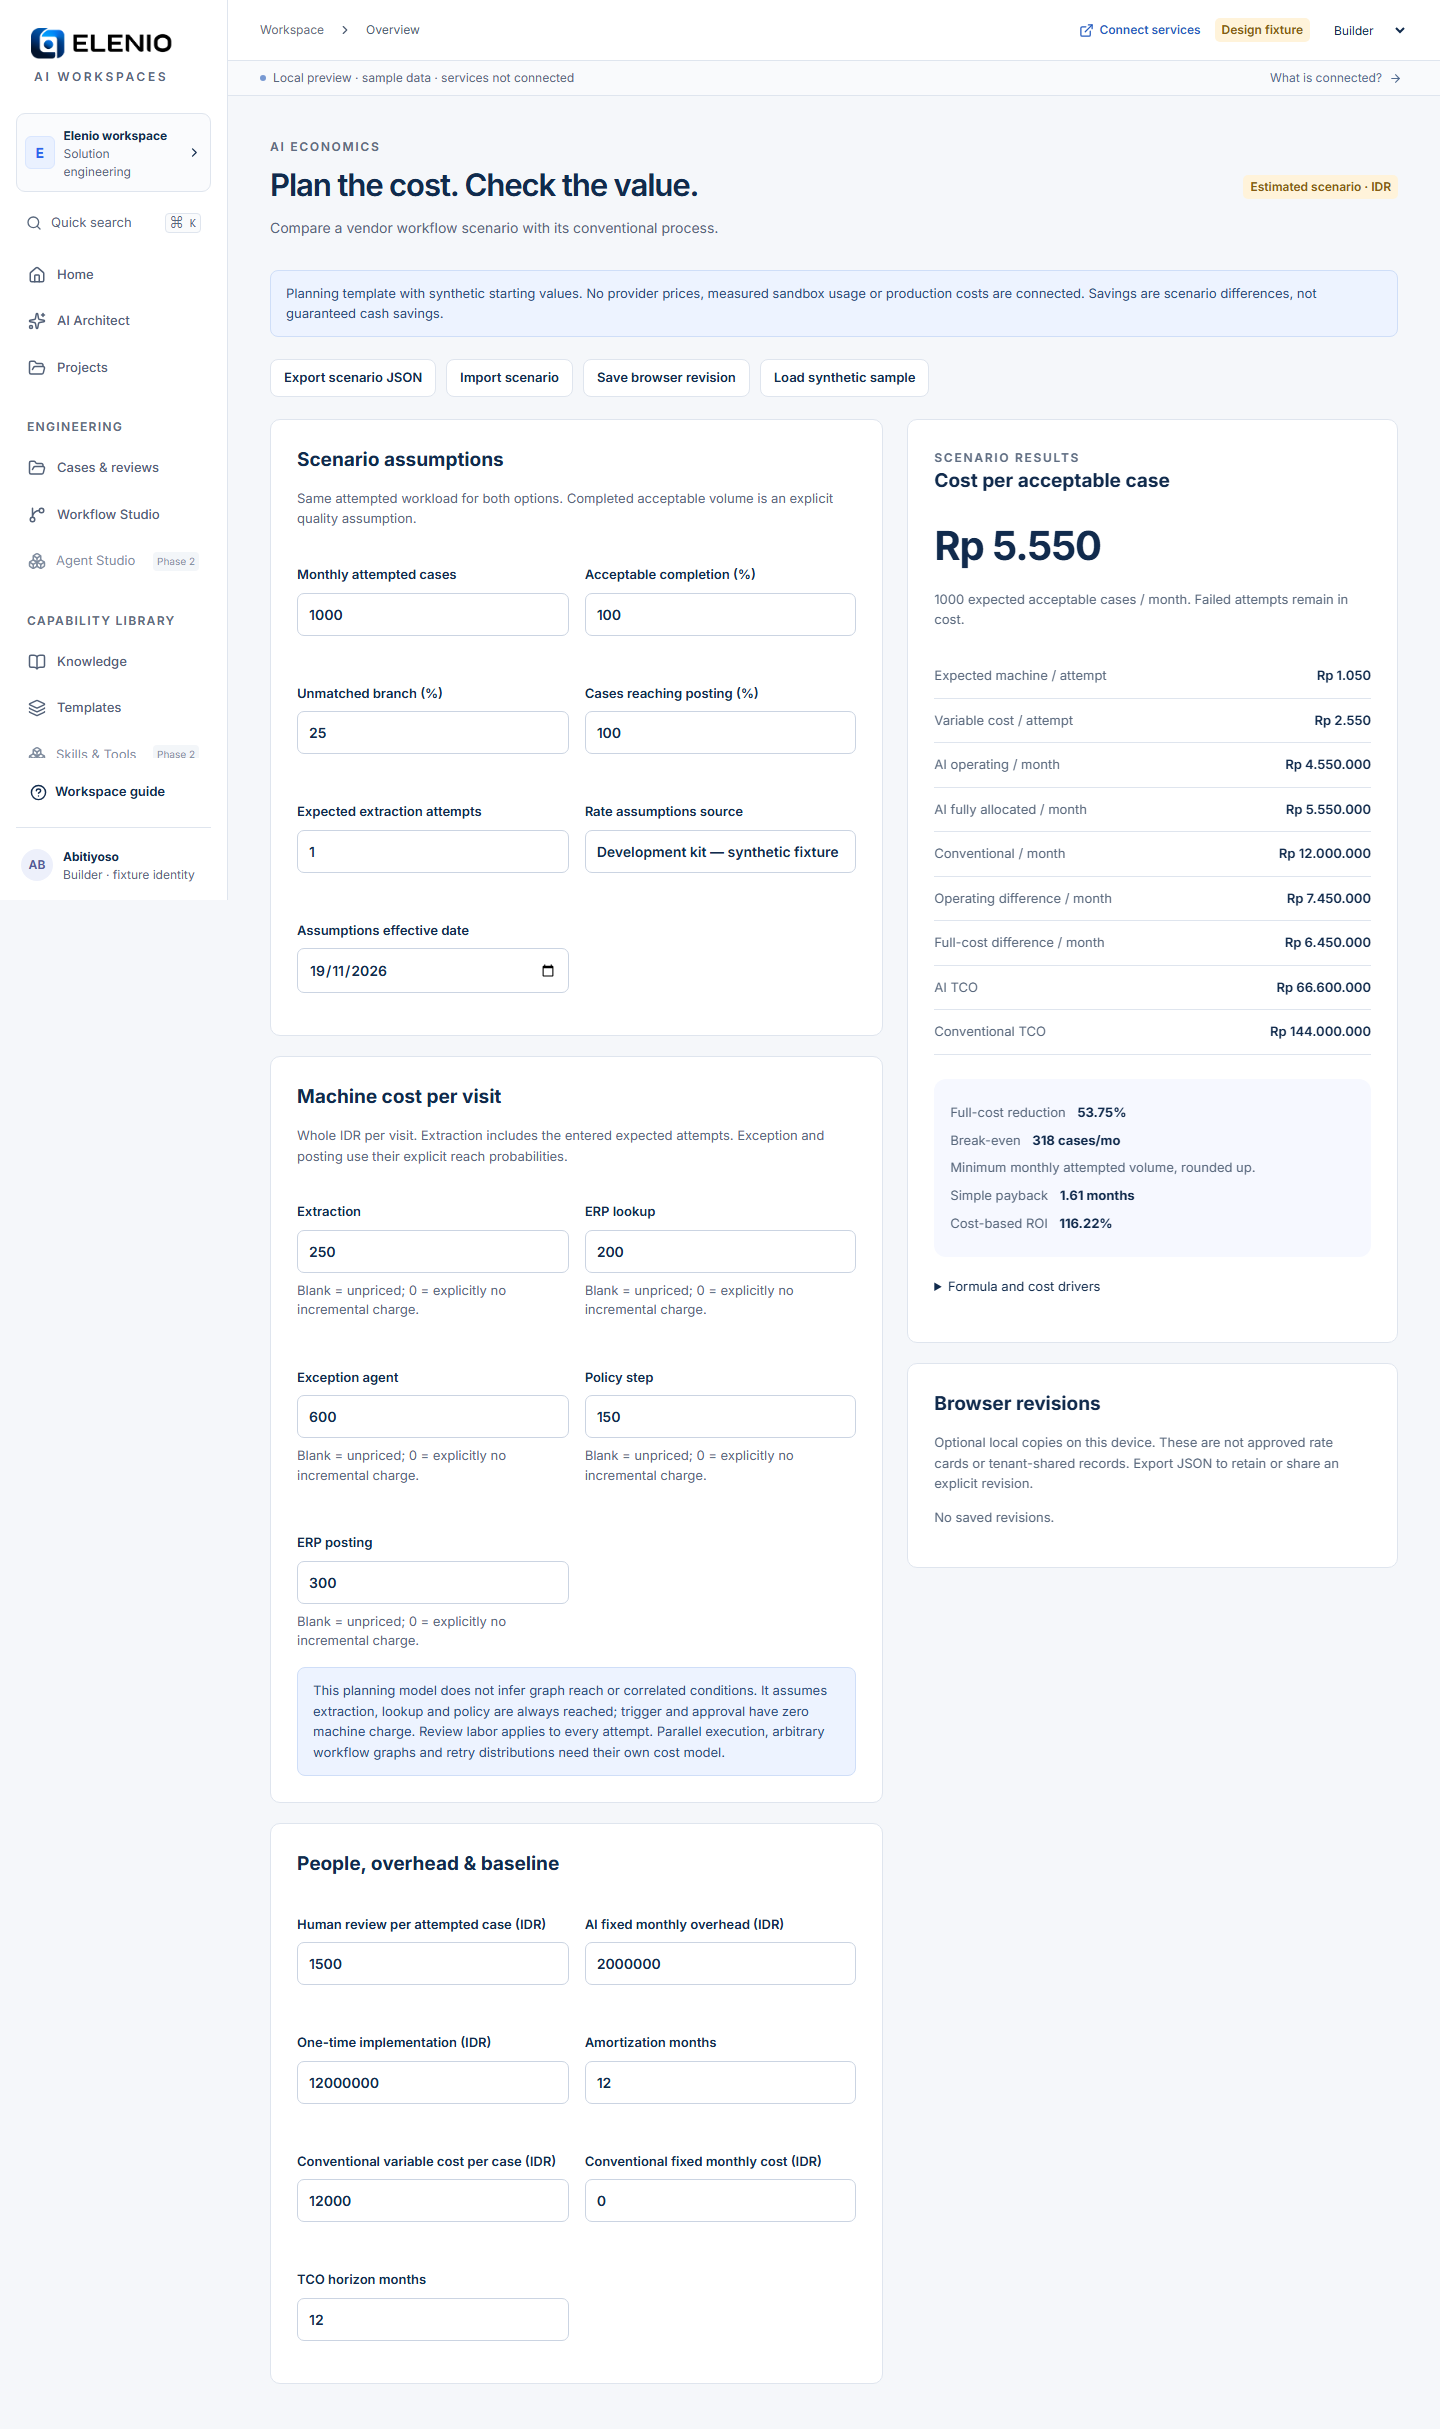 ELENIO
AI WORKSPACES
E
Elenio workspace
Solution
engineering
Quick search
⌘ K
Home
AI Architect
Projects
ENGINEERING
Cases & reviews
Workflow Studio
Agent Studio
Phase 2
CAPABILITY LIBRARY
Knowledge
Templates
Skills & Tools
Phase 2
Workspace guide
AB
Abitiyoso
Builder · fixture identity
Workspace
Overview
Connect services
Design fixture
Builder
Local preview · sample data · services not connected
What is connected?
AI ECONOMICS
Plan the cost. Check the value.
Estimated scenario · IDR
Compare a vendor workflow scenario with its conventional process.
Planning template with synthetic starting values. No provider prices, measured sandbox usage or production costs are connected. Savings are scenario differences, not
guaranteed cash savings.
Export scenario JSON
Import scenario
Save browser revision
Load synthetic sample
Scenario assumptions
Same attempted workload for both options. Completed acceptable volume is an explicit
quality assumption.
Monthly attempted cases
Acceptable completion (%)
1000
100
Unmatched branch (%)
Cases reaching posting (%)
25
100
Expected extraction attempts
Rate assumptions source
1
Development kit — synthetic fixture
Assumptions effective date
19/11/2026
Machine cost per visit
Whole IDR per visit. Extraction includes the entered expected attempts. Exception and
posting use their explicit reach probabilities.
Extraction
ERP lookup
250
200
Blank = unpriced; 0 = explicitly no
incremental charge.
Blank = unpriced; 0 = explicitly no
incremental charge.
Exception agent
Policy step
600
150
Blank = unpriced; 0 = explicitly no
incremental charge.
Blank = unpriced; 0 = explicitly no
incremental charge.
ERP posting
300
Blank = unpriced; 0 = explicitly no
incremental charge.
This planning model does not infer graph reach or correlated conditions. It assumes
extraction, lookup and policy are always reached; trigger and approval have zero
machine charge. Review labor applies to every attempt. Parallel execution, arbitrary
workflow graphs and retry distributions need their own cost model.
People, overhead & baseline
Human review per attempted case (IDR)
AI fixed monthly overhead (IDR)
1500
2000000
One-time implementation (IDR)
Amortization months
12000000
12
Conventional variable cost per case (IDR)
Conventional fixed monthly cost (IDR)
12000
0
TCO horizon months
12
SCENARIO RESULTS
Cost per acceptable case
Rp 5.550
1000 expected acceptable cases / month. Failed attempts remain in
cost.
Expected machine / attempt
Rp 1.050
Variable cost / attempt
Rp 2.550
AI operating / month
Rp 4.550.000
AI fully allocated / month
Rp 5.550.000
Conventional / month
Rp 12.000.000
Operating difference / month
Rp 7.450.000
Full-cost difference / month
Rp 6.450.000
AI TCO
Rp 66.600.000
Conventional TCO
Rp 144.000.000
Full-cost reduction 53.75%
Break-even 318 cases/mo
Minimum monthly attempted volume, rounded up.
Simple payback 1.61 months
Cost-based ROI 116.22%
Formula and cost drivers
Browser revisions
Optional local copies on this device. These are not approved rate
cards or tenant-shared records. Export JSON to retain or share an
explicit revision.
No saved revisions.